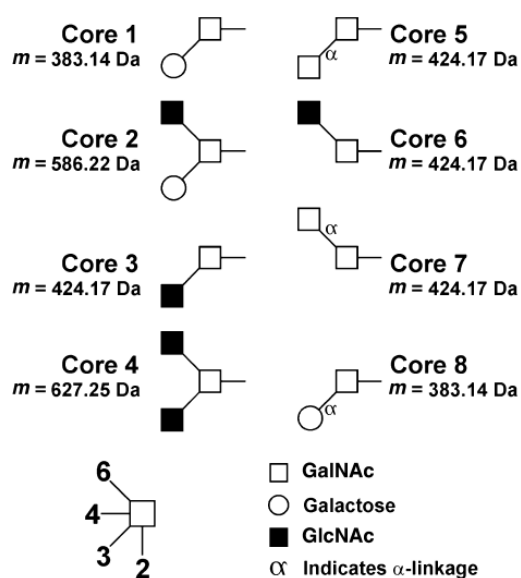 Core 1
m = 383.14 Da
Core 5
α
m = 424.17 Da
Core 2
m = 586.22 Da
Core 6
m = 424.17 Da
Core 3
m = 424.17 Da
α
Core 7
m = 424.17 Da
Core 4
m = 627.25 Da
Core 8
α
m = 383.14 Da
6
4
3
2
GalNAc
Galactose
GlcNAc
α Indicates α-linkage